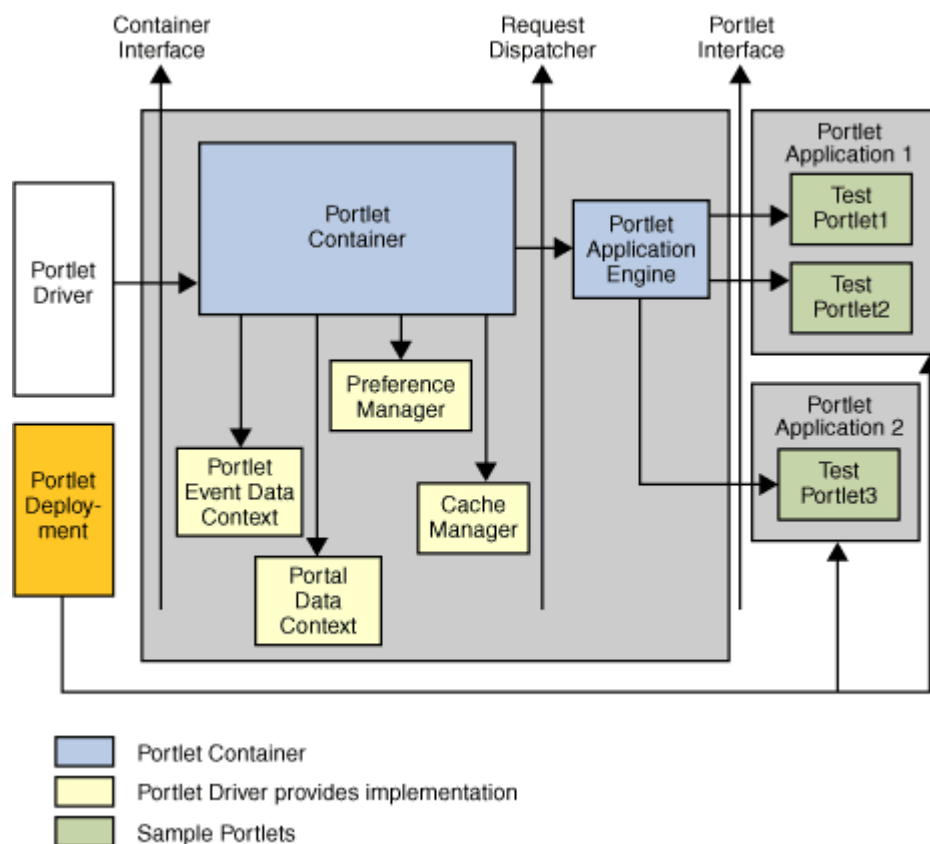 Container
Interface
Request
Dispatcher
Portlet
Interface
Portlet
Driver
Portlet
Container
Portlet
Application
Engine
Portlet
Application 1
Test
Portlet1
Test
Portlet2
Preference
Manager
Portlet
Event Data
Context
Cache
Manager
Portal
Data
Context
Portlet
Deploy-
ment
Portlet
Application 2
Test
Portlet3
Portlet Container
Portlet Driver provides implementation
Sample Portlets